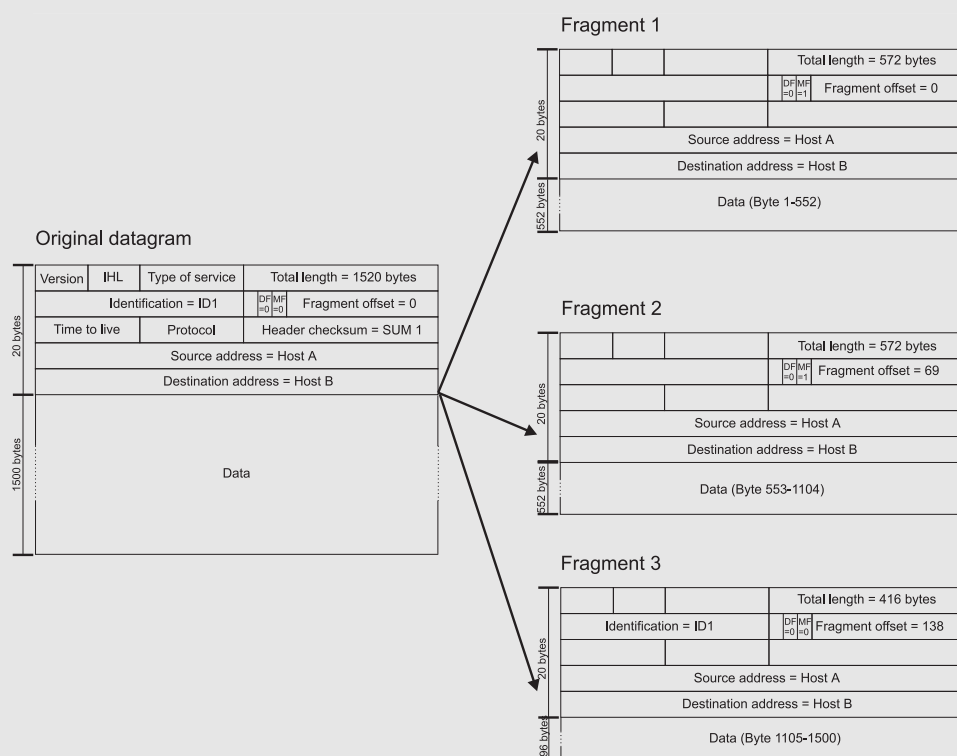 Original datagram
20 bytes
Version IHL Type of service Total length = 1520 bytes
Identification = ID1 DF =0 MF =0 Fragment offset = 0
Time to live Protocol Header checksum = SUM 1
Source address = Host A
Destination address = Host B
1500 bytes
Data
Fragment 1
20 bytes
Total length = 572 bytes
DF =0 MF =1 Fragment offset = 0
Source address = Host A
Destination address = Host B
552 bytes
Data (Byte 1-552)
Fragment 2
20 bytes
Total length = 572 bytes
DF =0 MF =1 Fragment offset = 69
Source address = Host A
Destination address = Host B
552 bytes
Data (Byte 553-1104)
Fragment 3
20 bytes
Total length = 416 bytes
Identification = ID1 DF =0 MF =0 Fragment offset = 138
Source address = Host A
Destination address = Host B
96 bytes
Data (Byte 1105-1500)